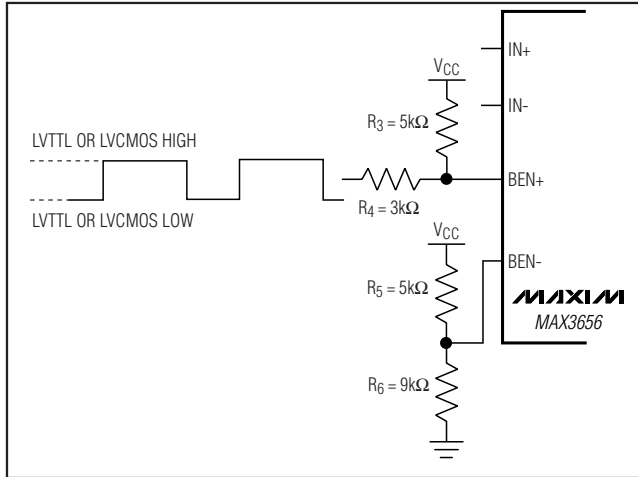 IN+
VCC
IN-
R3 = 5kΩ
LVTTL OR LVCMOS HIGH
BEN+
LVTTL OR LVCMOS LOW
R4 = 3kΩ
VCC
BEN-
R5 = 5kΩ
MAXIM
MAX3656
R6 = 9kΩ